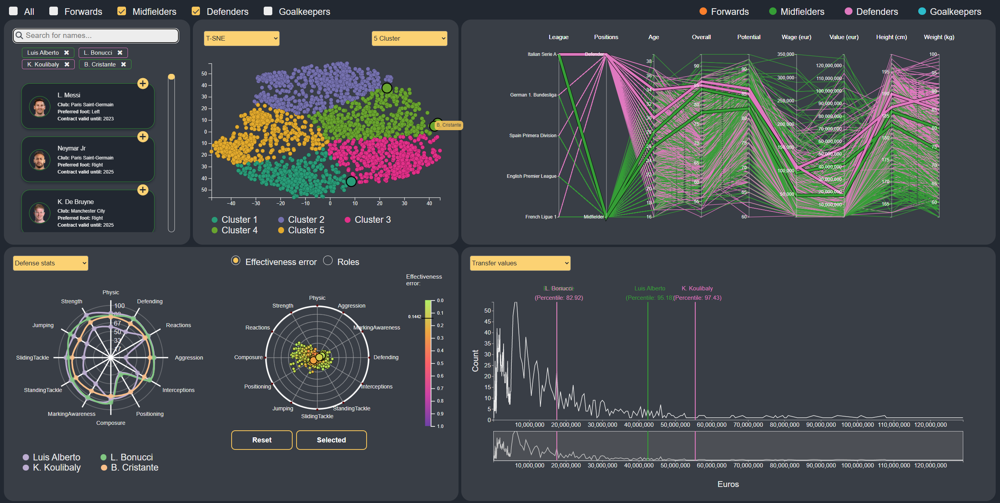 All Forwards Midfielders Defenders Goalkeepers
Forwards Midfielders Defenders Goalkeepers
Search for names...
Luis Alberto ✖ L. Bonucci ✖
K. Koulibaly ✖ B. Cristante ✖
+
L. Messi
Club: Paris Saint-Germain
Preferred foot: Left
Contract valid until: 2023
+
Neymar Jr
Club: Paris Saint-Germain
Preferred foot: Right
Contract valid until: 2025
+
K. De Bruyne
Club: Manchester City
Preferred foot: Right
Contract valid until: 2025
T-SNE
5 Cluster
50
40
30
20
10
0
10
20
30
40
50
−40 −30 −20 −10 0 10 20 30 40
B. Cristante
Cluster 1 Cluster 2 Cluster 3
Cluster 4 Cluster 5
League Positions Age Overall Potential Wage (eur) Value (eur) Height (cm) Weight (kg)
Italian Serie A
German 1. Bundesliga
Spain Primera Division
English Premier League
French Ligue 1
Defender
Midfielder
38
36
34
32
30
28
26
24
22
20
18
16
90
85
80
75
70
65
60
55
90
85
80
75
70
65
60
350,000
300,000
250,000
200,000
150,000
100,000
50,000
120,000,000
110,000,000
100,000,000
90,000,000
80,000,000
70,000,000
60,000,000
50,000,000
40,000,000
30,000,000
20,000,000
10,000,000
195
190
185
180
175
170
165
100
95
90
85
80
75
70
65
60
Defense stats
Physic
Defending
Reactions
Aggression
Interceptions
Positioning
Composure
MarkingAwareness
StandingTackle
SlidingTackle
Jumping
Strength
100
67
50
33
17
Luis Alberto L. Bonucci
K. Koulibaly B. Cristante
Effectiveness error Roles
Physic
Aggression
MarkingAwareness
Defending
Interceptions
StandingTackle
SlidingTackle
Jumping
Positioning
Composure
Reactions
Strength
Effectiveness
error:
0.1442
0.0
0.1
0.2
0.3
0.4
0.5
0.6
0.7
0.8
0.9
1.0
Reset Selected
Transfer values
L. Bonucci Luis Alberto K. Koulibaly
(Percentile: 82.92) (Percentile: 95.18) (Percentile: 97.43)
Count
50
45
40
35
30
25
20
15
10
5
0
10,000,000 20,000,000 30,000,000 40,000,000 50,000,000 60,000,000 70,000,000 80,000,000 90,000,000 100,000,000 110,000,000 120,000,000
10,000,000 20,000,000 30,000,000 40,000,000 50,000,000 60,000,000 70,000,000 80,000,000 90,000,000 100,000,000 110,000,000 120,000,000
Euros